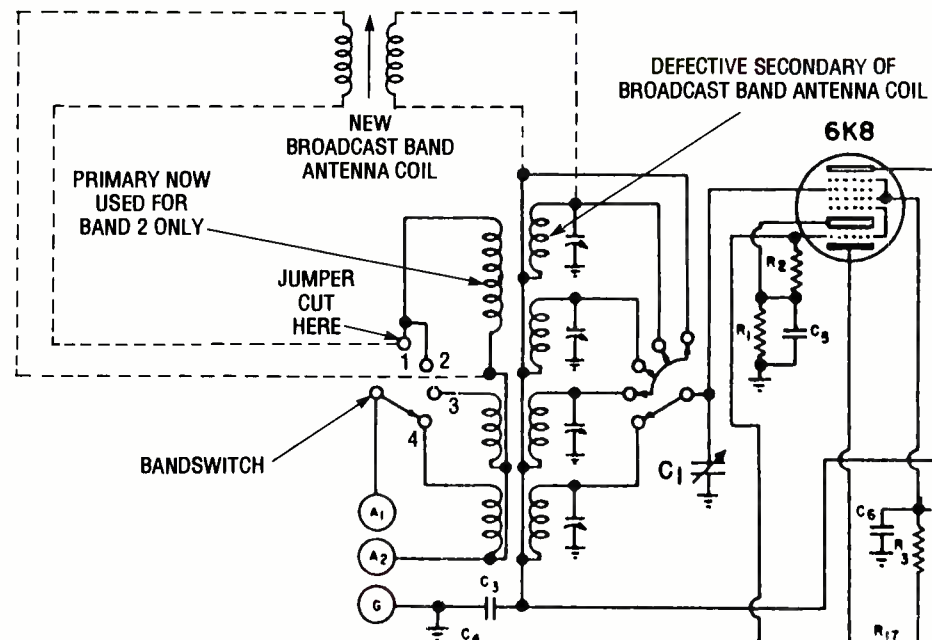 NEW
BROADCAST BAND
ANTENNA COIL
DEFECTIVE SECONDARY OF
BROADCAST BAND ANTENNA COIL
6K8
PRIMARY NOW
USED FOR
BAND 2 ONLY
JUMPER
CUT
HERE
1
2
3
4
BANDSWITCH
A1
A2
G
C3
C4
C1
R2
R1
C5
C6
R3
R17